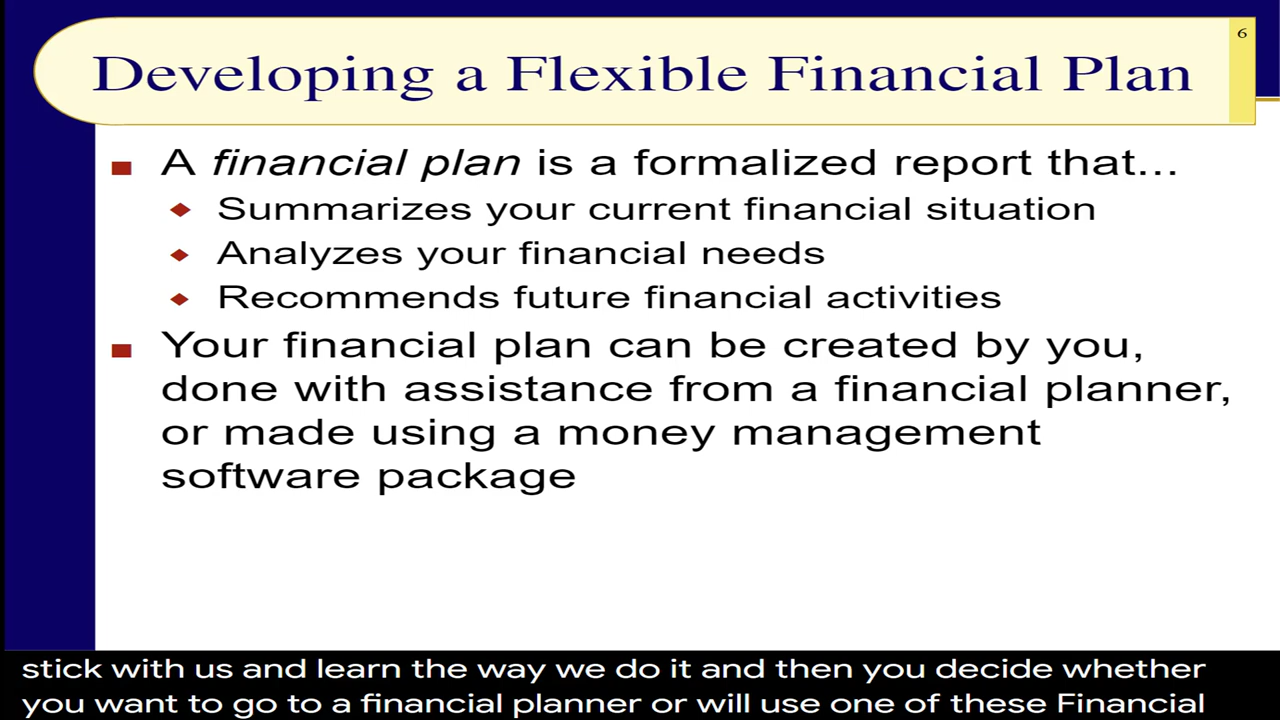 6
Developing a Flexible Financial Plan
A financial plan is a formalized report that...
Summarizes your current financial situation
Analyzes your financial needs
Recommends future financial activities
Your financial plan can be created by you,
done with assistance from a financial planner,
or made using a money management
software package
stick with us and learn the way we do it and then you decide whether
you want to go to a financial planner or will use one of these Financial